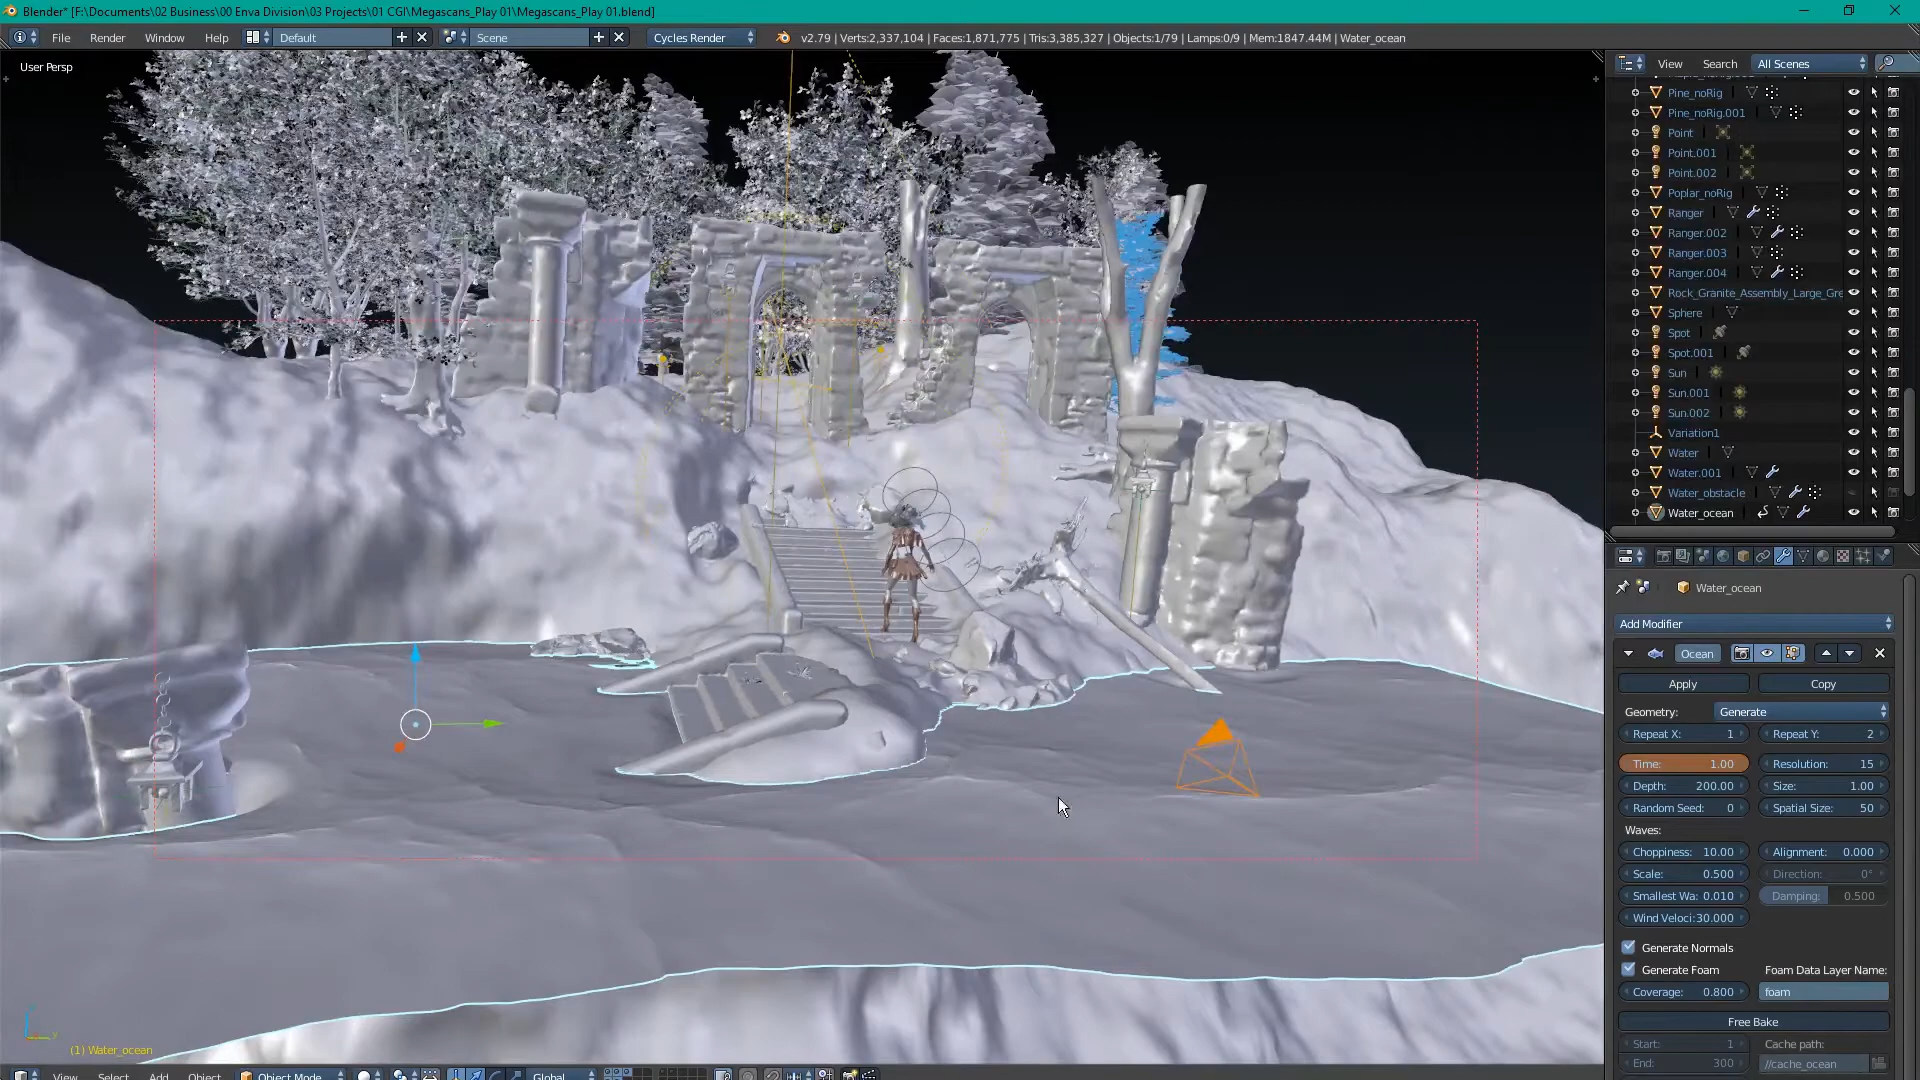 Blender* [F:\Documents\02 Business\00 Enva Division\03 Projects\01 CGI\Megascans_Play 01\Megascans_Play 01.blend]
File Render Window Help Default Scene Cycles Render v2.79 | Verts:2,337,104 | Faces:1,871,775 | Tris:3,385,327 | Objects:1/79 | Lamps:0/9 | Mem:1847.44M | Water_ocean
User Persp
View Search All Scenes
Pine_noRig
Pine_noRig.001
Point
Point.001
Point.002
Poplar_noRig
Ranger
Ranger.002
Ranger.003
Ranger.004
Rock_Granite_Assembly_Large_Gre
Sphere
Spot
Spot.001
Sun
Sun.001
Sun.002
Variation1
Water
Water.001
Water_obstacle
Water_ocean
Water_ocean
Add Modifier
Ocean
Apply Copy
Geometry: Generate
Repeat X: 1 Repeat Y: 2
Time: 1.00 Resolution: 15
Depth: 200.00 Size: 1.00
Random Seed: 0 Spatial Size: 50
Waves:
Choppiness: 10.00 Alignment: 0.000
Scale: 0.500 Direction: 0°
Smallest Wa: 0.010 Damping: 0.500
Wind Veloci: 30.000
Generate Normals
Generate Foam Foam Data Layer Name:
Coverage: 0.800 foam
Free Bake
Start: 1 Cache path:
End: 300 //cache_ocean
(1) Water_ocean
View Select Add Object Object Mode Global